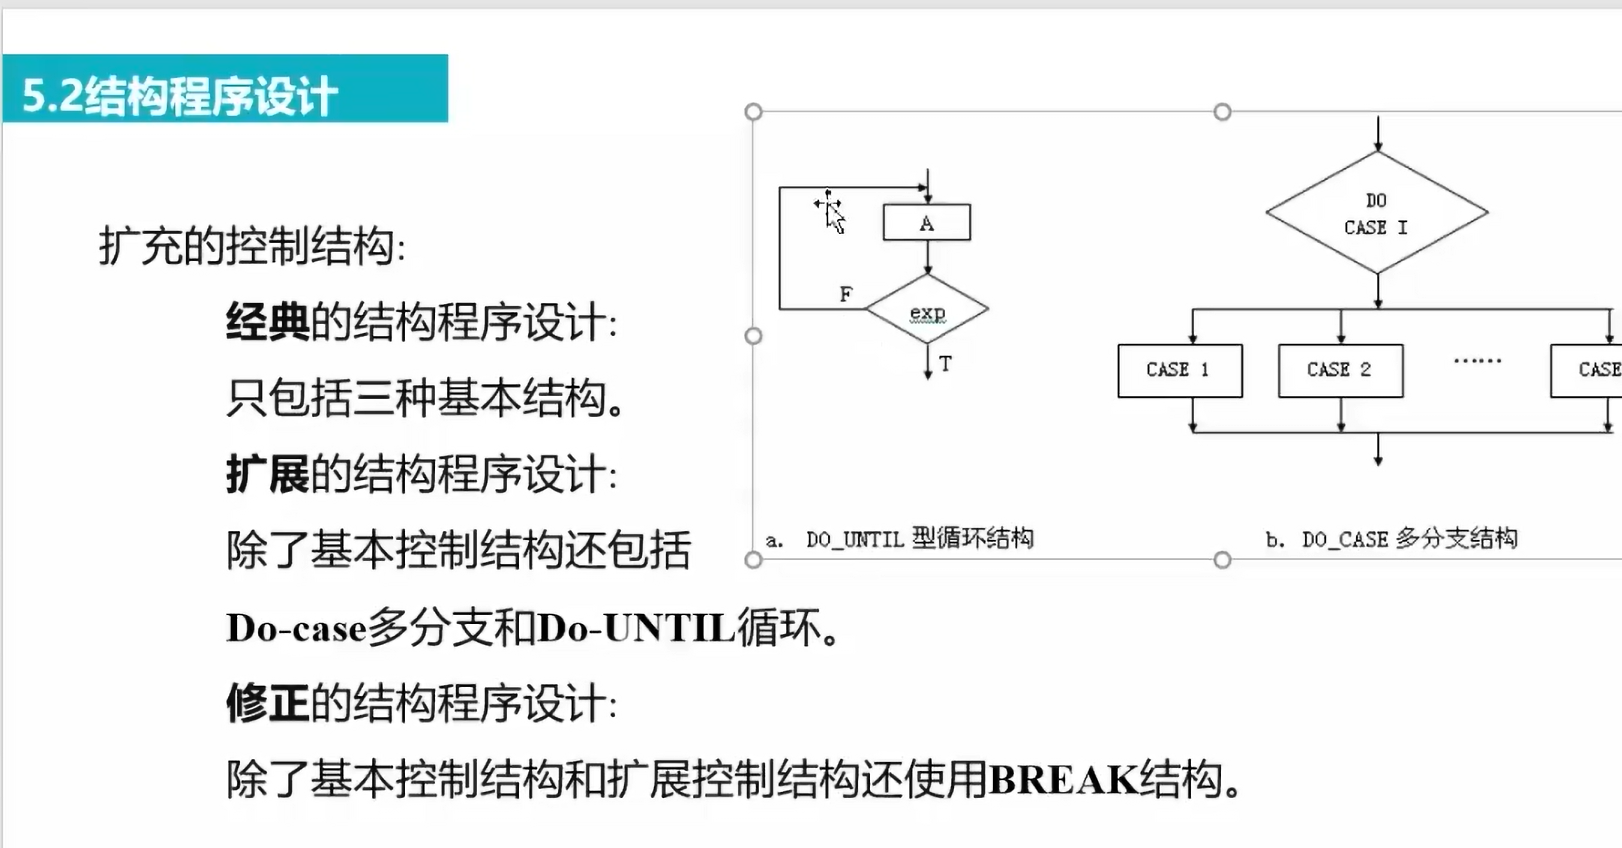 5.2结构程序设计
扩充的控制结构:
经典的结构程序设计:
只包括三种基本结构。
扩展的结构程序设计:
除了基本控制结构还包括
Do-case多分支和Do-UNTIL循环。
修正的结构程序设计:
除了基本控制结构和扩展控制结构还使用BREAK结构。
A
F
exp
T
a. DO_UNTIL 型循环结构
DO
CASE I
CASE 1
CASE 2
......
CASE
b. DO_CASE 多分支结构